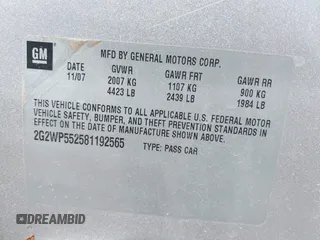 GM
MFD BY GENERAL MOTORS CORP.
DATE GVWR GAWR FRT GAWR RR
11/07 2007 KG 1107 KG 900 KG
4423 LB 2439 LB 1984 LB
THIS VEHICLE CONFORMS TO ALL APPLICABLE U.S. FEDERAL MOTOR
VEHICLE SAFETY, BUMPER, AND THEFT PREVENTION STANDARDS IN
EFFECT ON THE DATE OF MANUFACTURE SHOWN ABOVE.
2G2WP552581192565 TYPE: PASS CAR
DREAMBID